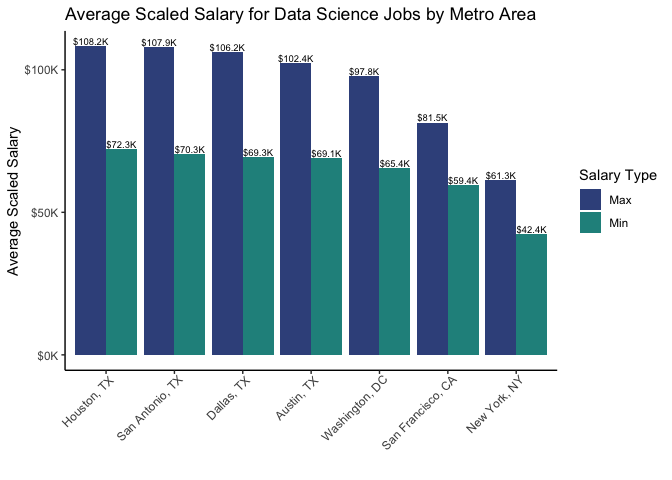 Average Scaled Salary for Data Science Jobs by Metro Area
Average Scaled Salary
$100K
$50K
$0K
$108.2K
$72.3K
$107.9K
$70.3K
$106.2K
$69.3K
$102.4K
$69.1K
$97.8K
$65.4K
$81.5K
$59.4K
$61.3K
$42.4K
Houston, TX
San Antonio, TX
Dallas, TX
Austin, TX
Washington, DC
San Francisco, CA
New York, NY
Salary Type
Max
Min